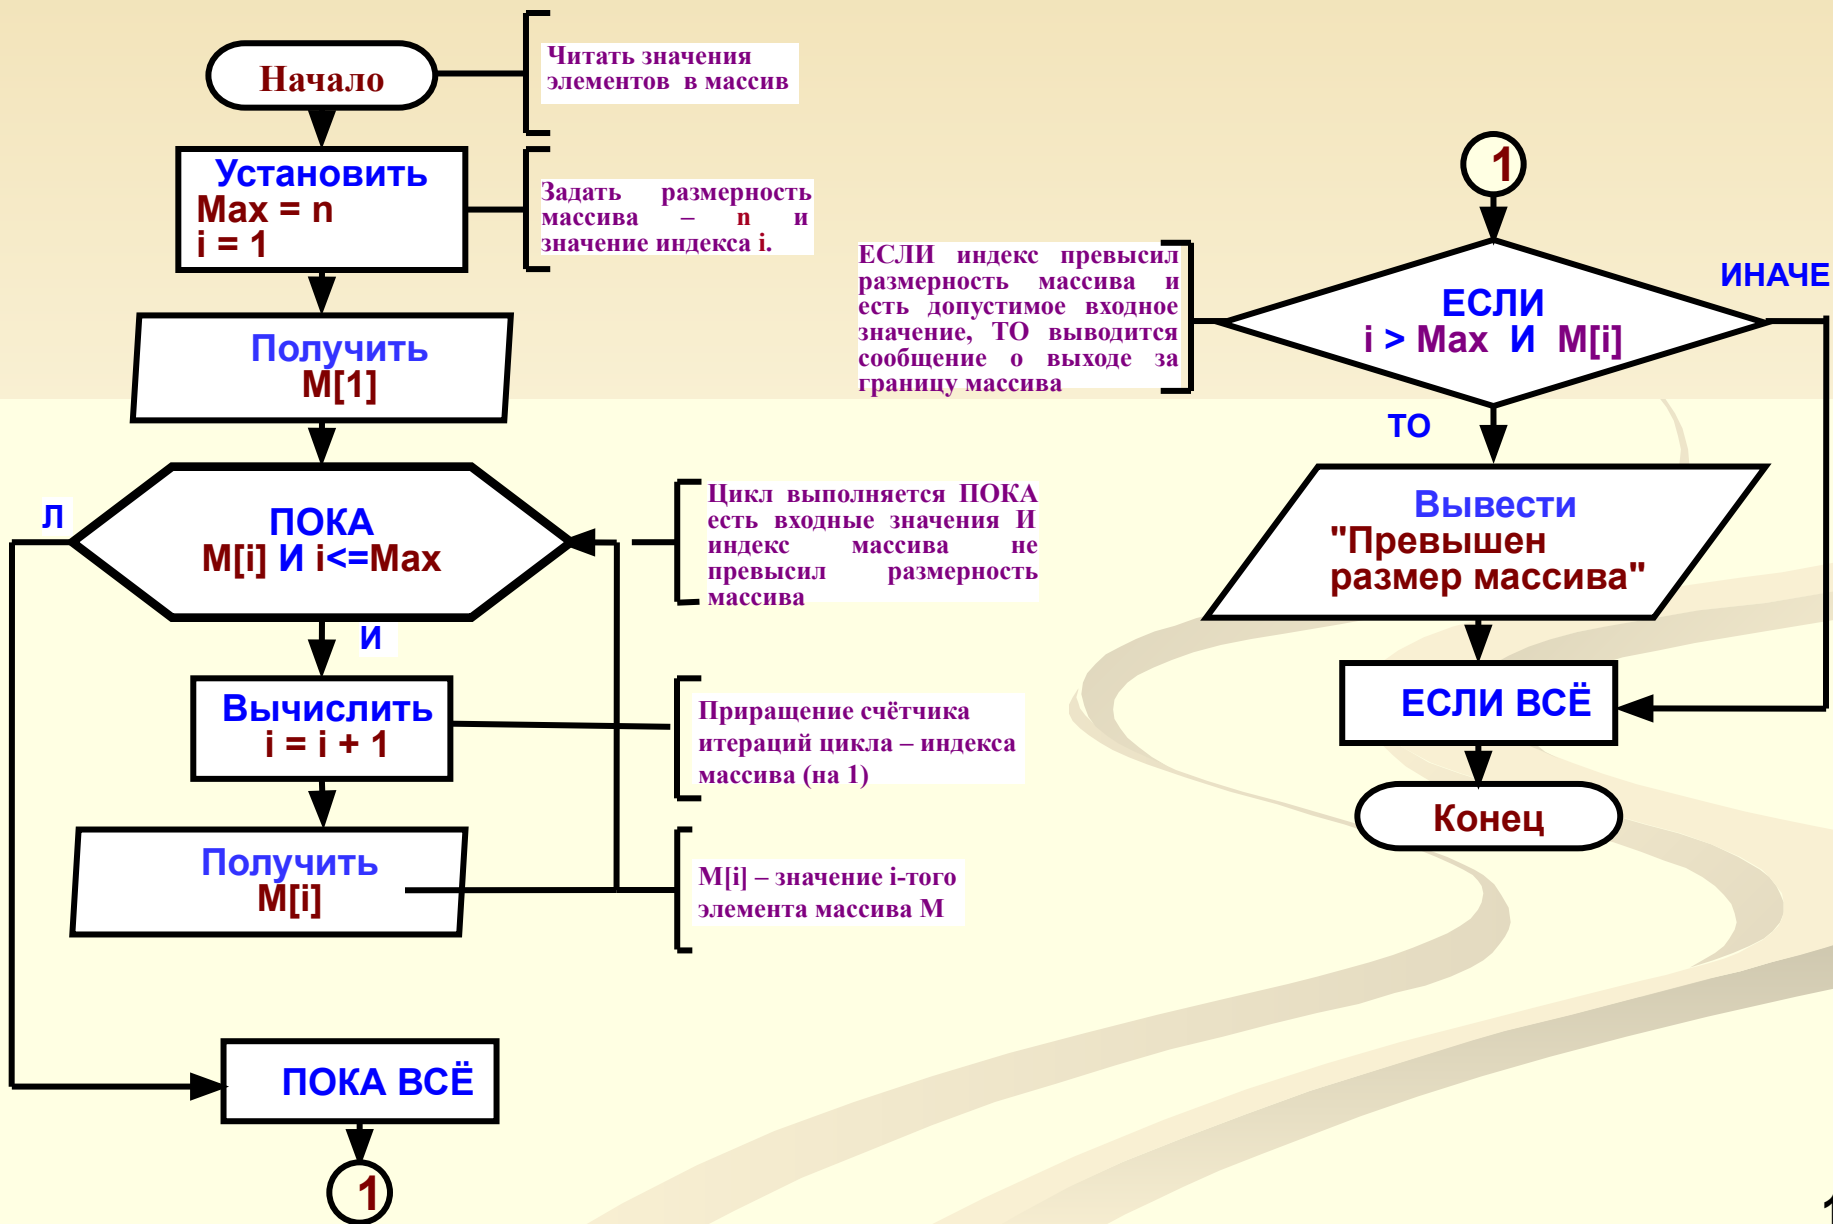 Начало
Читать значения
элементов в массив
Установить
Max = n
i = 1
Задать размерность
массива – n и
значение индекса i.
Получить
M[1]
Л
ПОКА
M[i] И i<=Max
И
Цикл выполняется ПОКА
есть входные значения И
индекс массива не
превысил размерность
массива
Вычислить
i = i + 1
Приращение счётчика
итераций цикла – индекса
массива (на 1)
Получить
M[i]
M[i] – значение i-того
элемента массива М
ПОКА ВСЁ
1
1
ЕСЛИ индекс превысил
размерность массива и
есть допустимое входное
значение, ТО выводится
сообщение о выходе за
границу массива
ЕСЛИ
i > Max И M[i]
ИНАЧЕ
ТО
Вывести
"Превышен
размер массива"
ЕСЛИ ВСЁ
Конец